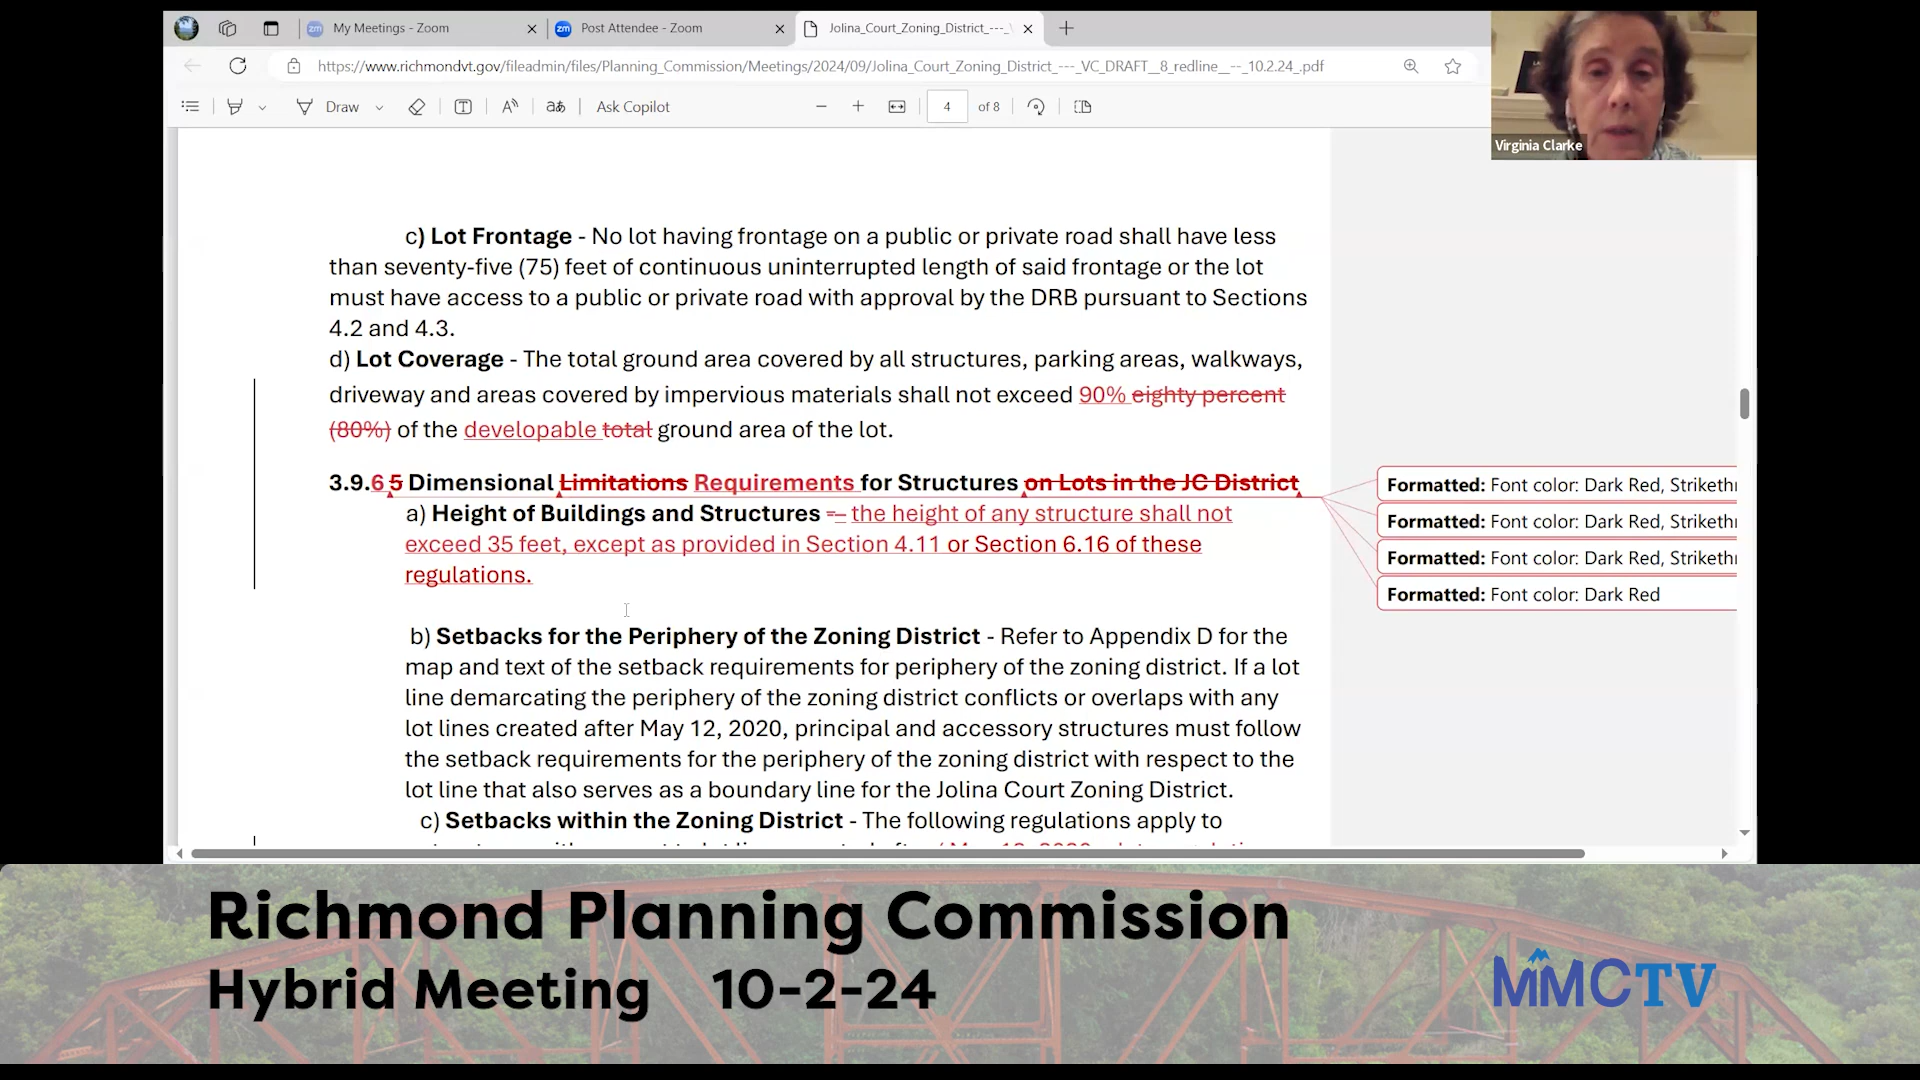 My Meetings - Zoom
Post Attendee - Zoom
Jolina_Court_Zoning_District_---_
https://www.richmondvt.gov/fileadmin/files/Planning_Commission/Meetings/2024/09/Jolina_Court_Zoning_District_---_VC_DRAFT__8_redline__--_10.2.24_.pdf
Draw
Ask Copilot
4 of 8
Virginia Clarke
c) Lot Frontage - No lot having frontage on a public or private road shall have less
than seventy-five (75) feet of continuous uninterrupted length of said frontage or the lot
must have access to a public or private road with approval by the DRB pursuant to Sections
4.2 and 4.3.
d) Lot Coverage - The total ground area covered by all structures, parking areas, walkways,
driveway and areas covered by impervious materials shall not exceed 90% eighty percent
(80%) of the developable total ground area of the lot.
3.9.6 5 Dimensional Limitations Requirements for Structures on Lots in the JC District
a) Height of Buildings and Structures -– the height of any structure shall not
exceed 35 feet, except as provided in Section 4.11 or Section 6.16 of these
regulations.
b) Setbacks for the Periphery of the Zoning District - Refer to Appendix D for the
map and text of the setback requirements for periphery of the zoning district. If a lot
line demarcating the periphery of the zoning district conflicts or overlaps with any
lot lines created after May 12, 2020, principal and accessory structures must follow
the setback requirements for the periphery of the zoning district with respect to the
lot line that also serves as a boundary line for the Jolina Court Zoning District.
c) Setbacks within the Zoning District - The following regulations apply to
Formatted: Font color: Dark Red, Strikethr
Formatted: Font color: Dark Red, Strikethr
Formatted: Font color: Dark Red, Strikethr
Formatted: Font color: Dark Red
Richmond Planning Commission
Hybrid Meeting 10-2-24
MMCTV